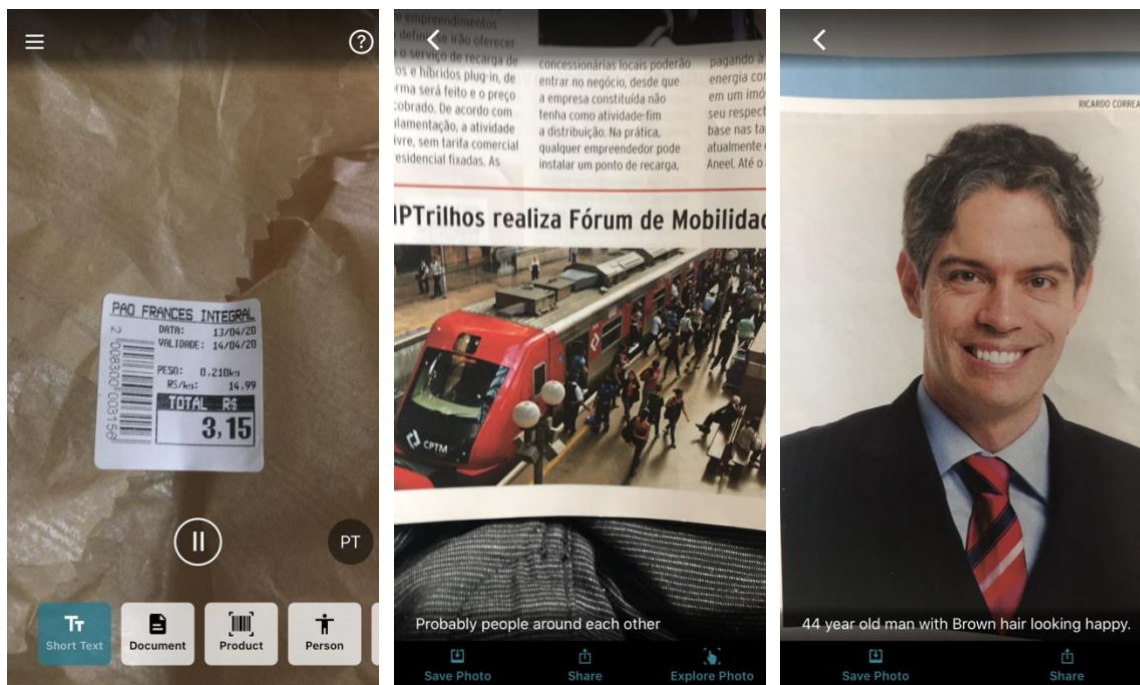 PAO FRANCES INTEGRAL
DATA: 13/04/20
VALIDADE: 14/04/20
PESO: 0.210kg
R$/kg: 14.99
TOTAL R$
3,15
2 008300 003156
PT
Short Text
Document
Product
Person
e empreendimentos
o serviço de recarga de
os e híbridos plug-in, de
rma será feito e o preço
cobrado. De acordo com
ulamentação, a atividade
ivre, sem tarifa comercial
esidencial fixadas. As
concessionárias locais poderão
entrar no negócio, desde que
a empresa constituída não
tenha como atividade-fim
a distribuição. Na prática,
qualquer empreendedor pode
instalar um ponto de recarga,
pagando à
energia co
em um imó
seu respect
base nas ta
atualmente
Aneel. Até o
PTrilhos realiza Fórum de Mobilidad
CPTM
Probably people around each other
Save Photo
Share
Explore Photo
RICARDO CORREA
44 year old man with Brown hair looking happy.
Save Photo
Share